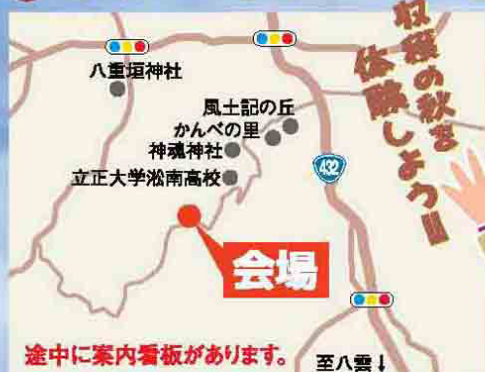 八重垣神社
風土記の丘
かんべの里
神魂神社
立正大学淞南高校
432
会場
途中に案内看板があります。
至八雲↓
収穫の秋を
体験しよう!!